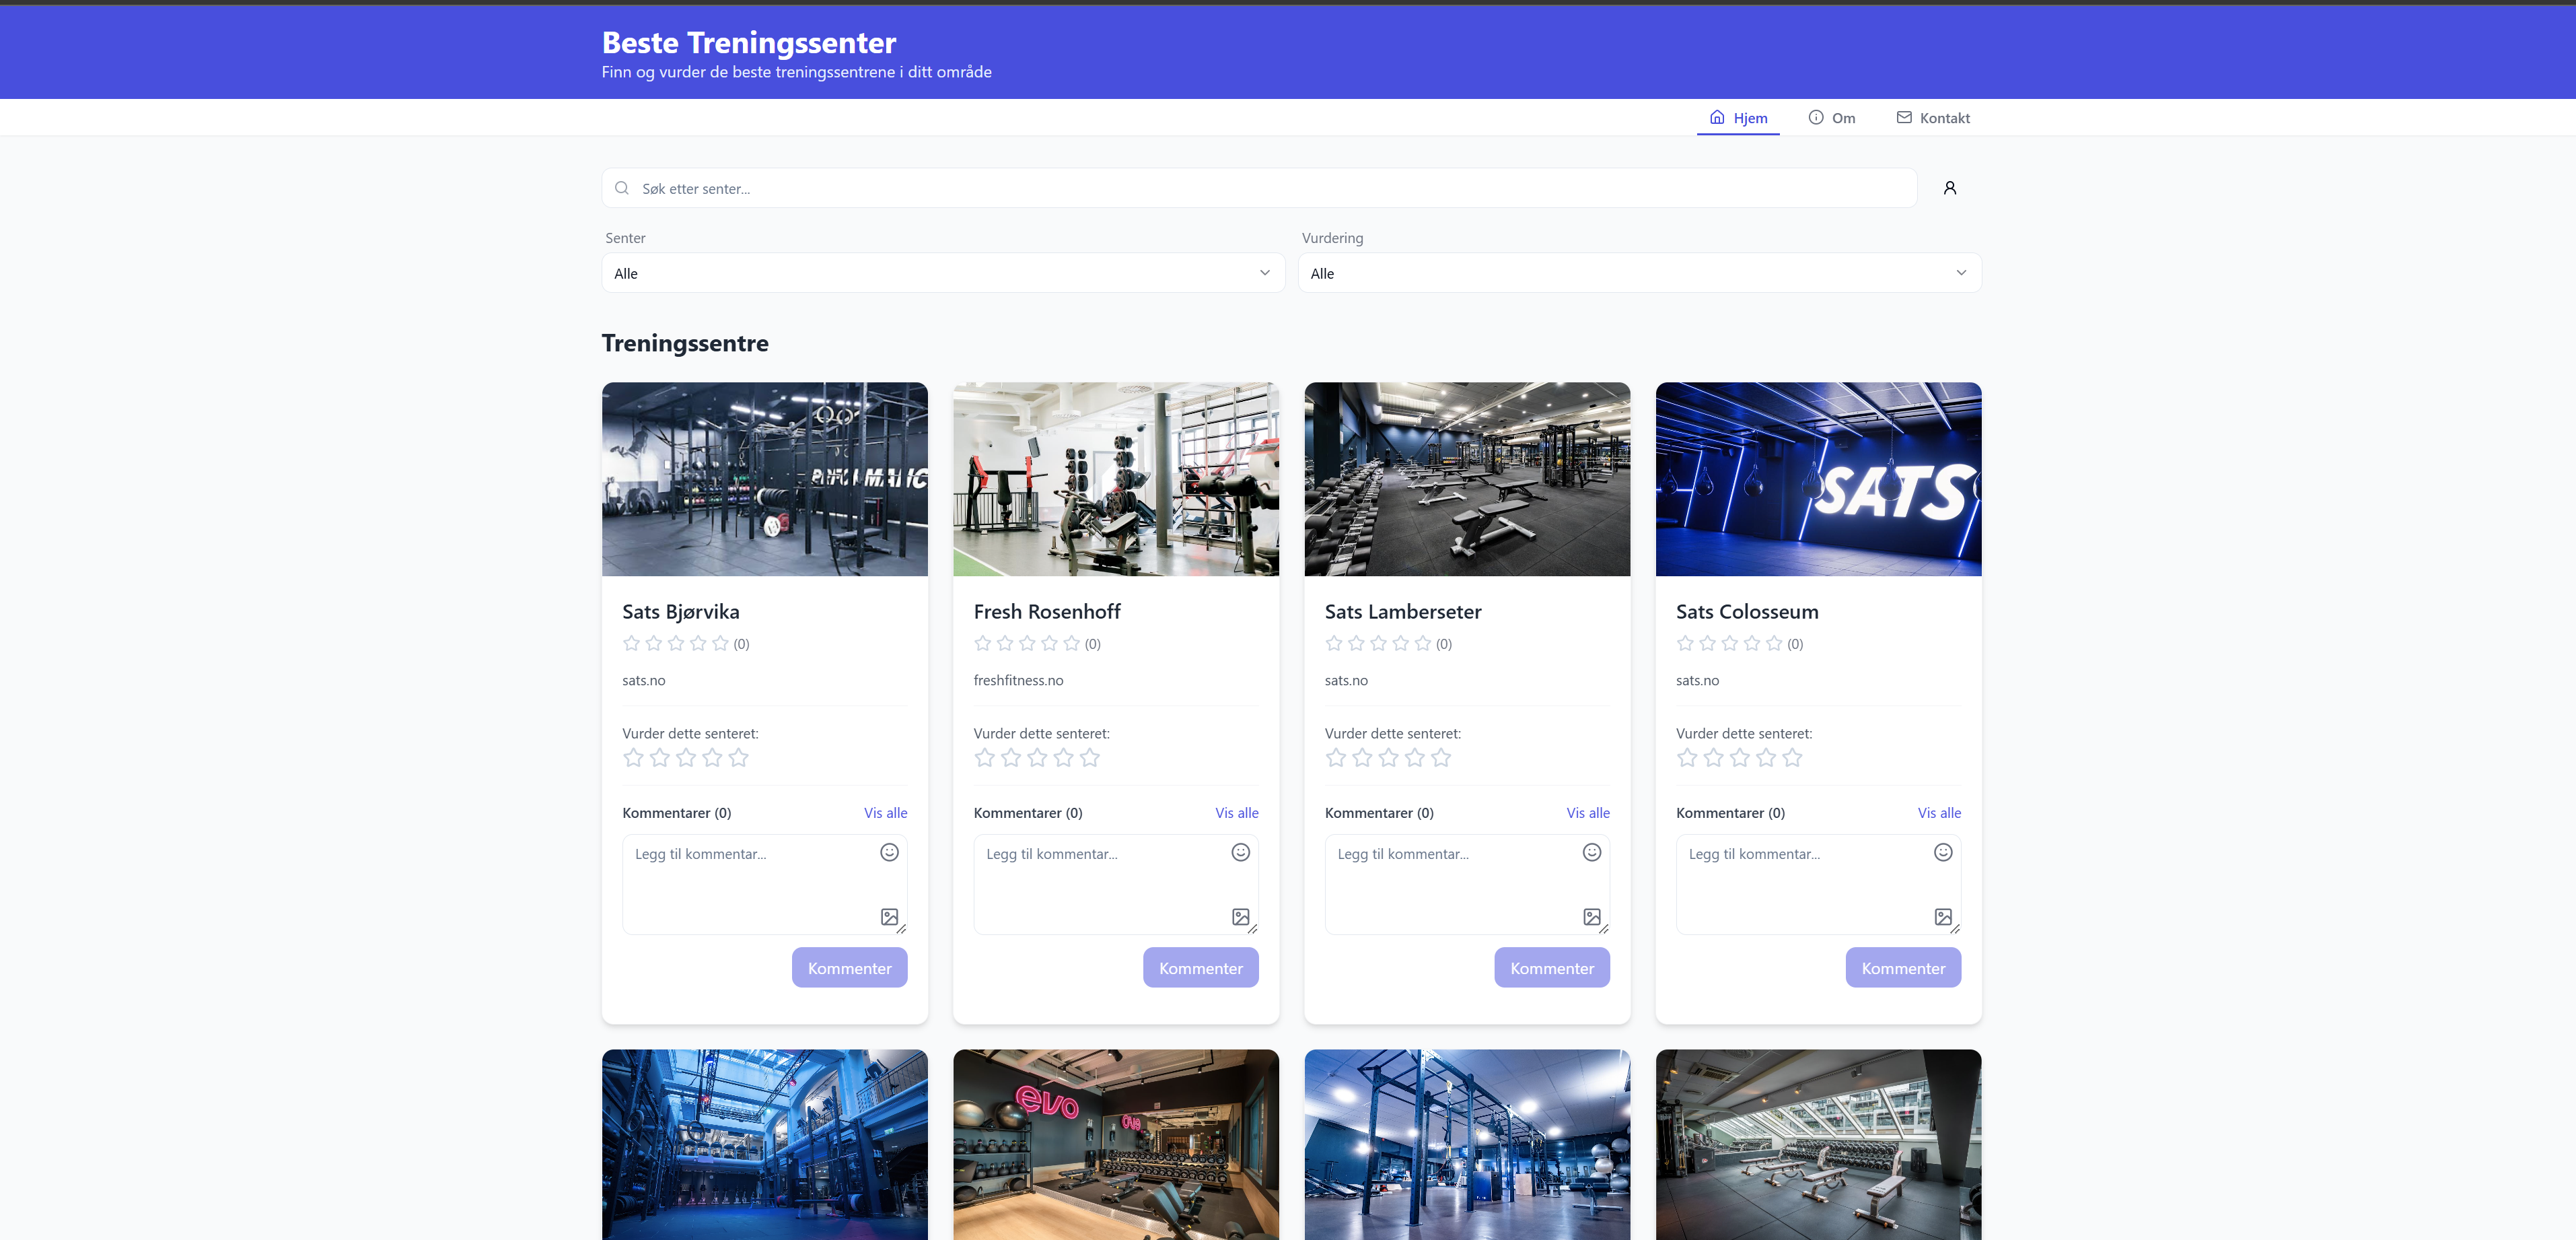 Beste Treningssenter
Finn og vurder de beste treningssentrene i ditt område
Hjem Om Kontakt
Søk etter senter...
Senter Vurdering
Alle Alle
Treningssentre
SATS
Sats Bjørvika Fresh Rosenhoff Sats Lamberseter Sats Colosseum
(0) (0) (0) (0)
sats.no freshfitness.no sats.no sats.no
Vurder dette senteret: Vurder dette senteret: Vurder dette senteret: Vurder dette senteret:
Kommentarer (0) Vis alle Kommentarer (0) Vis alle Kommentarer (0) Vis alle Kommentarer (0) Vis alle
Legg til kommentar... Legg til kommentar... Legg til kommentar... Legg til kommentar...
Kommenter Kommenter Kommenter Kommenter
evo